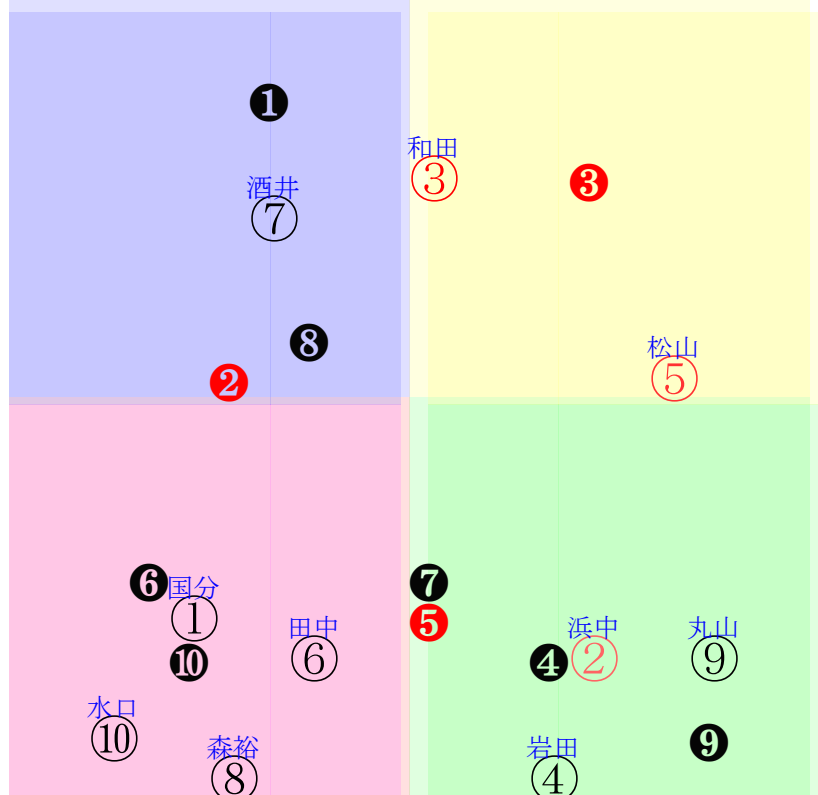 ❶
和田
③ ❸
酒井
⑦
❽
松山
❷ ⑤
❻ 国分 ❼
① ❺
田中 浜中 丸山
❿ ⑥ ❹ ② ⑨
水口
⑩ ❾
森裕 岩田
⑧ ④